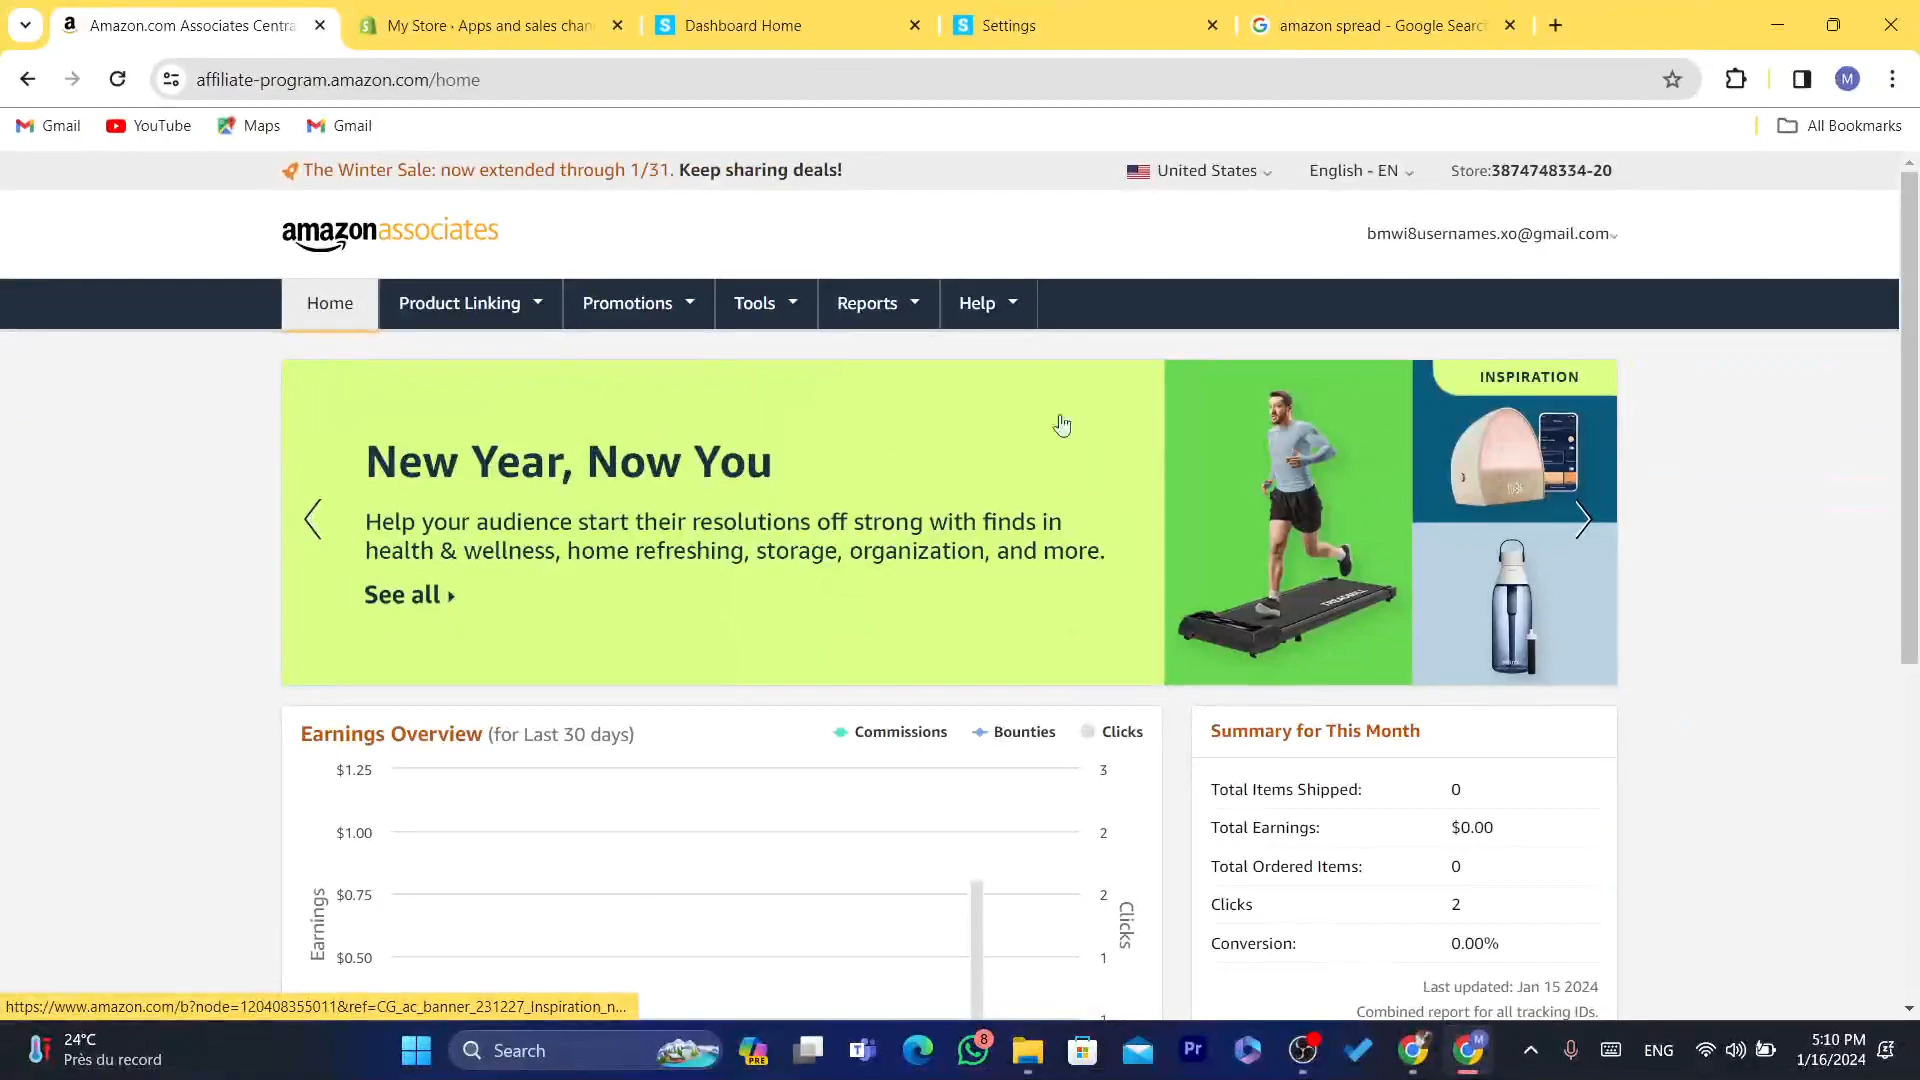 Amazon.com Associates Centra
My Store · Apps and sales chan
Dashboard Home
Settings
amazon spread - Google Search
affiliate-program.amazon.com/home
M
Gmail
YouTube
Maps
Gmail
All Bookmarks
The Winter Sale: now extended through 1/31. Keep sharing deals!
United States
English - EN
Store:3874748334-20
amazonassociates
bmwi8usernames.xo@gmail.com
Home
Product Linking
Promotions
Tools
Reports
Help
INSPIRATION
New Year, Now You
Help your audience start their resolutions off strong with finds in
health & wellness, home refreshing, storage, organization, and more.
See all
TREADMILL
Earnings Overview (for Last 30 days)
Commissions
Bounties
Clicks
$1.25
3
$1.00
2
$0.75
2
$0.50
1
1
Earnings
Clicks
Summary for This Month
Total Items Shipped: 0
Total Earnings: $0.00
Total Ordered Items: 0
Clicks 2
Conversion: 0.00%
Last updated: Jan 15 2024
Combined report for all tracking IDs.
https://www.amazon.com/b?node=120408355011&ref=CG_ac_banner_231227_Inspiration_n...
24°C
Près du record
Search
PRE
8
Pr
M
ENG
5:10 PM
1/16/2024